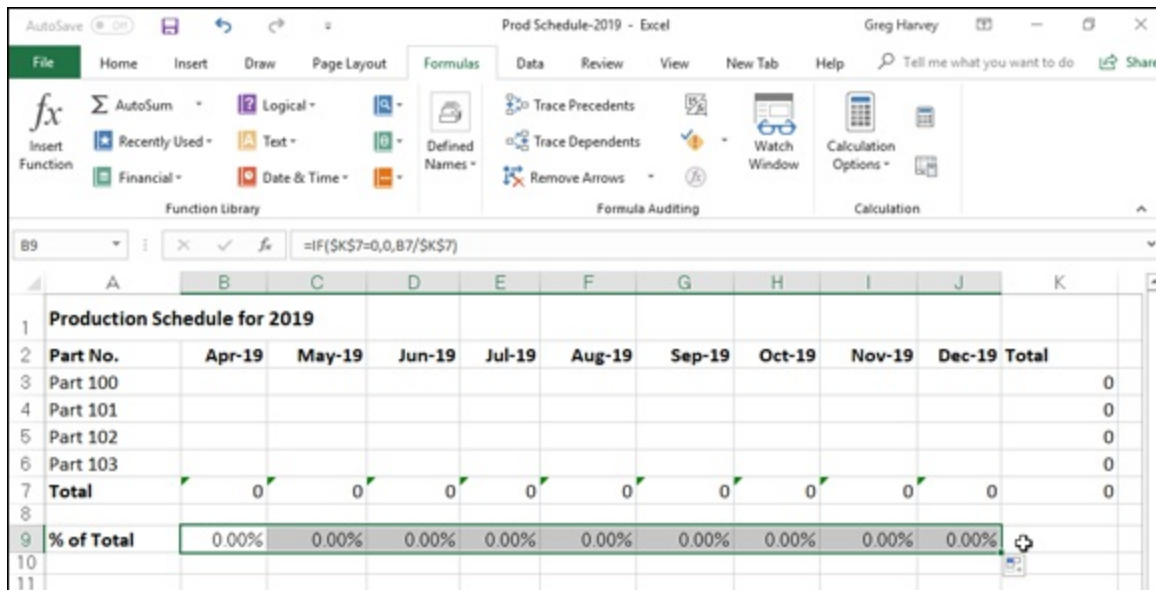 AutoSave Off Prod Schedule-2019 - Excel Greg Harvey
File Home Insert Draw Page Layout Formulas Data Review View New Tab Help Tell me what you want to do Share
fx Insert Function
Σ AutoSum
Recently Used
Financial
Logical
Text
Date & Time
Function Library
Defined Names
Trace Precedents
Trace Dependents
Remove Arrows
Watch Window
Formula Auditing
Calculation Options
Calculation
B9 fx =IF($K$7=0,0,B7/$K$7)
A B C D E F G H I J K
1 Production Schedule for 2019
2 Part No. Apr-19 May-19 Jun-19 Jul-19 Aug-19 Sep-19 Oct-19 Nov-19 Dec-19 Total
3 Part 100 0
4 Part 101 0
5 Part 102 0
6 Part 103 0
7 Total 0 0 0 0 0 0 0 0 0 0
8
9 % of Total 0.00% 0.00% 0.00% 0.00% 0.00% 0.00% 0.00% 0.00% 0.00%
10
11